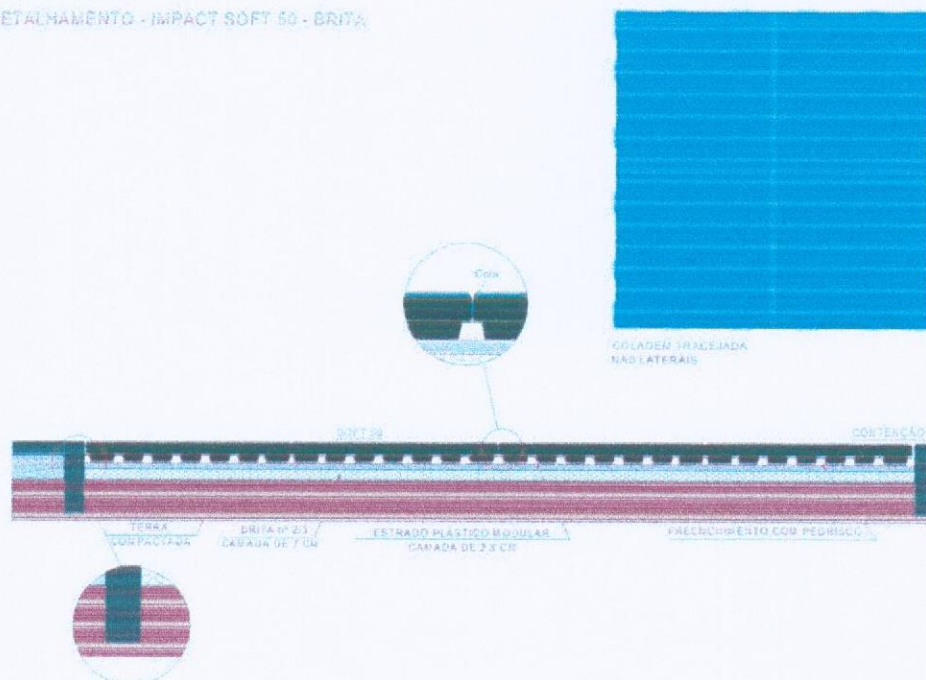 ETALHAMENTO - IMPACT SOFT 50 - BRITA
Cola
COLAGEM TRACEJADA
NAS LATERAIS
SOFT 50
CONTENÇÃO
TERRA
COMPACTADA
BRITA nº 2/3
CAMADA DE 7 CM
ESTRADO PLÁSTICO MODULAR
CAMADA DE 2.3 CM
PREENCHIMENTO COM PEDRISCO